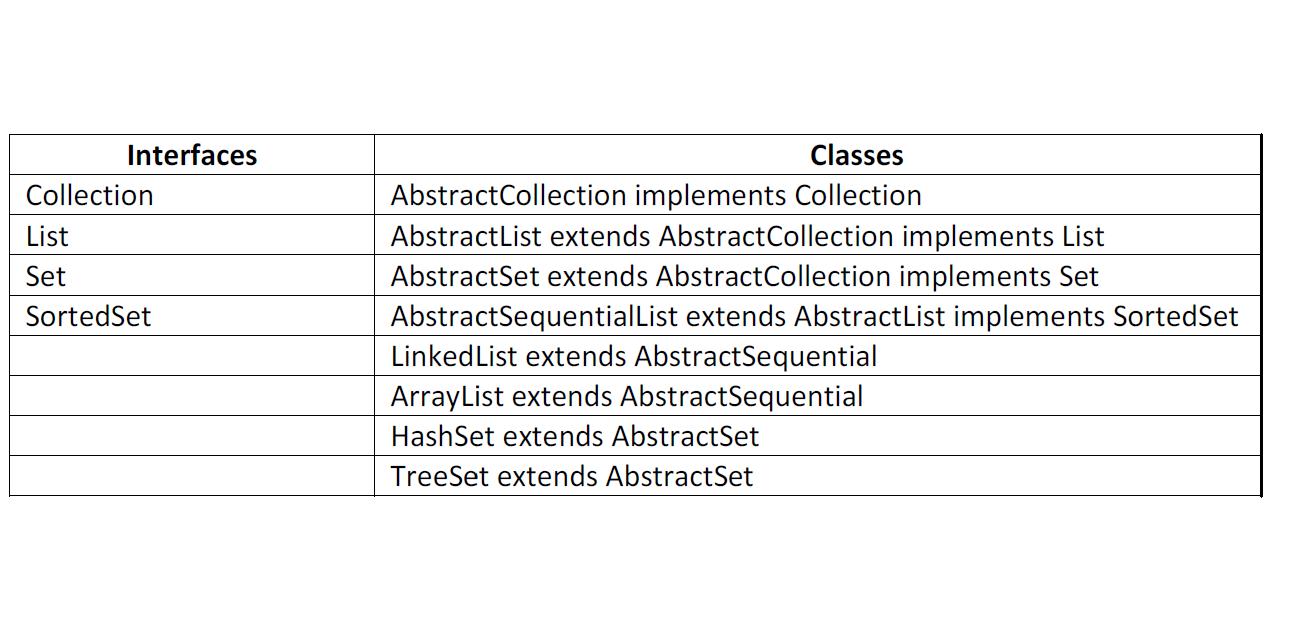 Interfaces Classes
Collection AbstractCollection implements Collection
List AbstractList extends AbstractCollection implements List
Set AbstractSet extends AbstractCollection implements Set
SortedSet AbstractSequentialList extends AbstractList implements SortedSet
LinkedList extends AbstractSequential
ArrayList extends AbstractSequential
HashSet extends AbstractSet
TreeSet extends AbstractSet